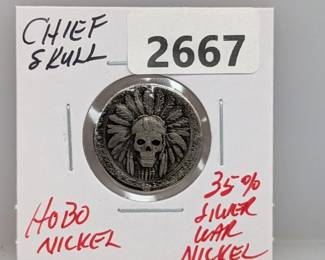 CHIEF
SKULL
2667
HOBO
NICKEL
35%
SILVER
WAR
NICKEL